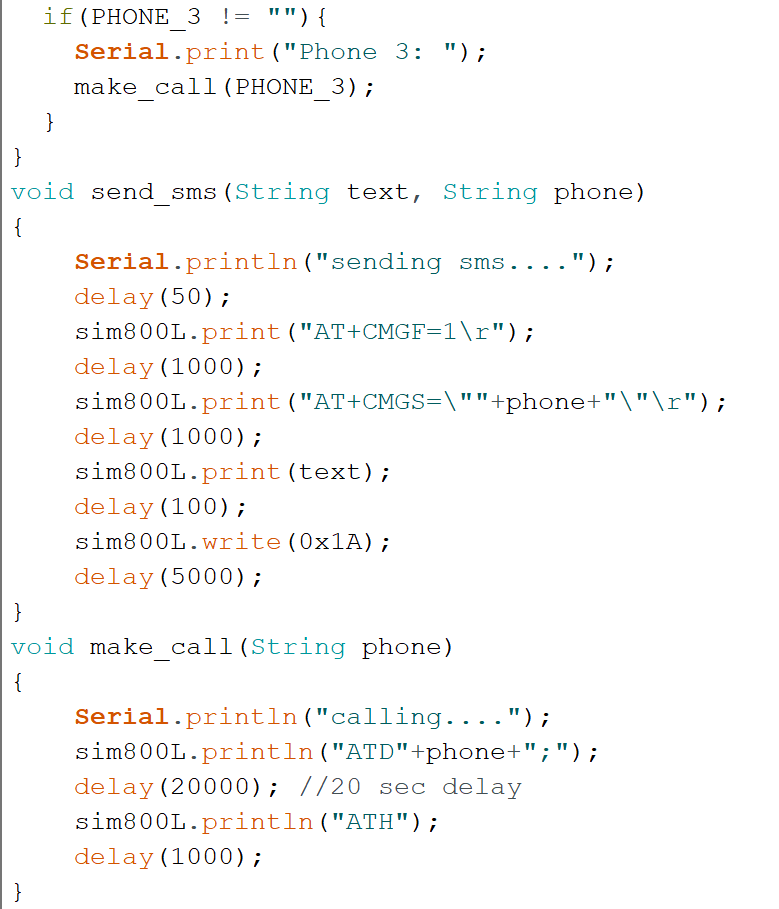 if(PHONE_3 != ""){
Serial.print("Phone 3: ");
make_call(PHONE_3);
}
}
void send_sms(String text, String phone)
{
Serial.println("sending sms....");
delay(50);
sim800L.print("AT+CMGF=1\r");
delay(1000);
sim800L.print("AT+CMGS=\""+phone+"\"\r");
delay(1000);
sim800L.print(text);
delay(100);
sim800L.write(0x1A);
delay(5000);
}
void make_call(String phone)
{
Serial.println("calling....");
sim800L.println("ATD"+phone+";");
delay(20000); //20 sec delay
sim800L.println("ATH");
delay(1000);
}